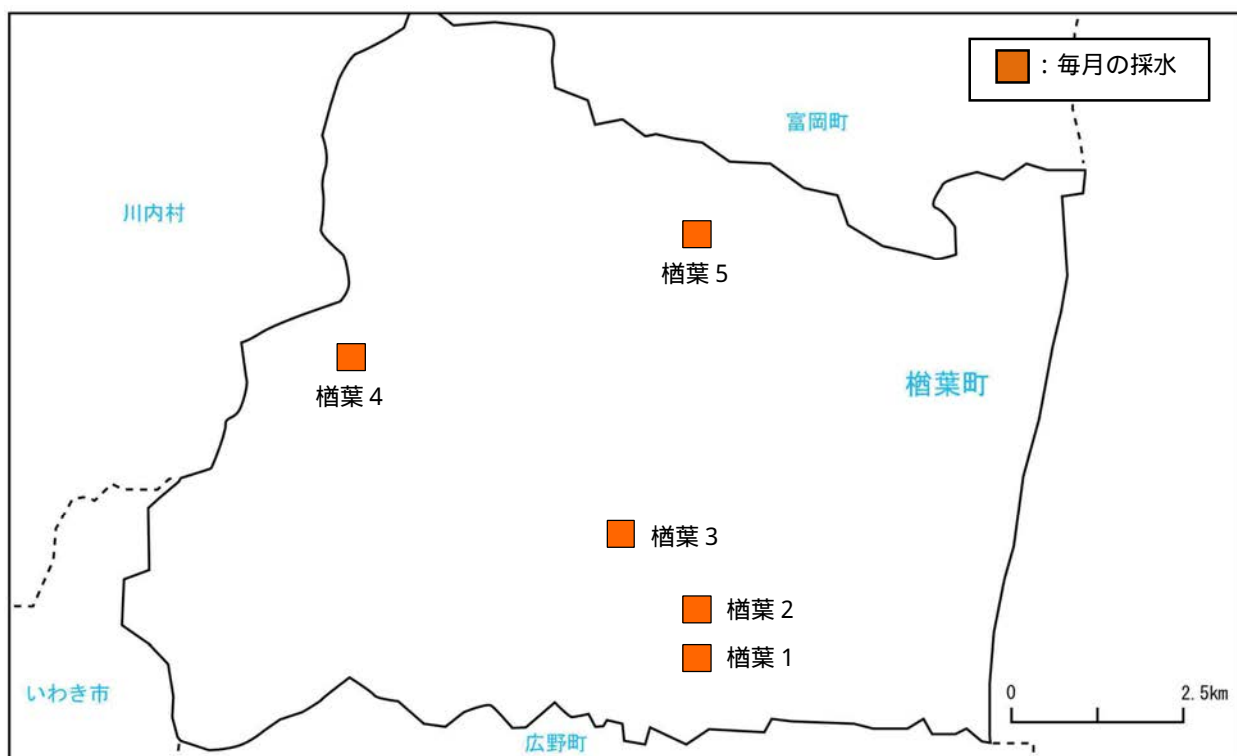 ：毎月の採水
富岡町
川内村
楢葉 5
楢葉町
楢葉 4
楢葉 3
楢葉 2
楢葉 1
いわき市
0 2.5km
広野町